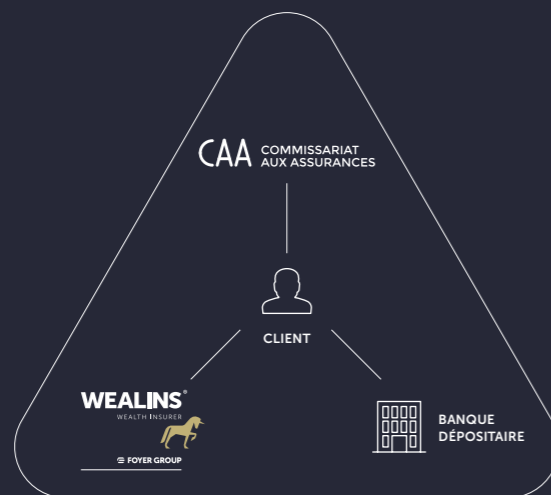 CAA COMMISSARIAT
AUX ASSURANCES
CLIENT
WEALINS®
WEALTH INSURER
FOYER GROUP
BANQUE
DÉPOSITAIRE